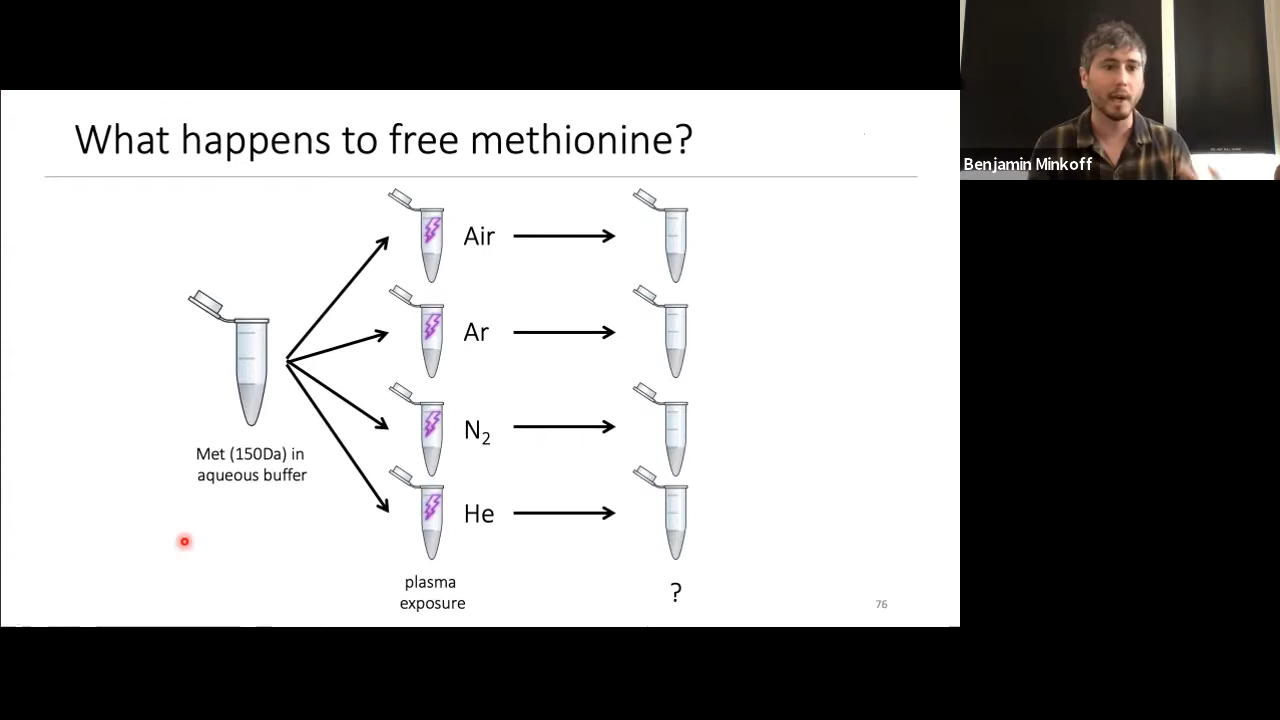 What happens to free methionine?
Benjamin Minkoff
Air
Ar
N₂
He
Met (150Da) in
aqueous buffer
plasma
exposure
?
76